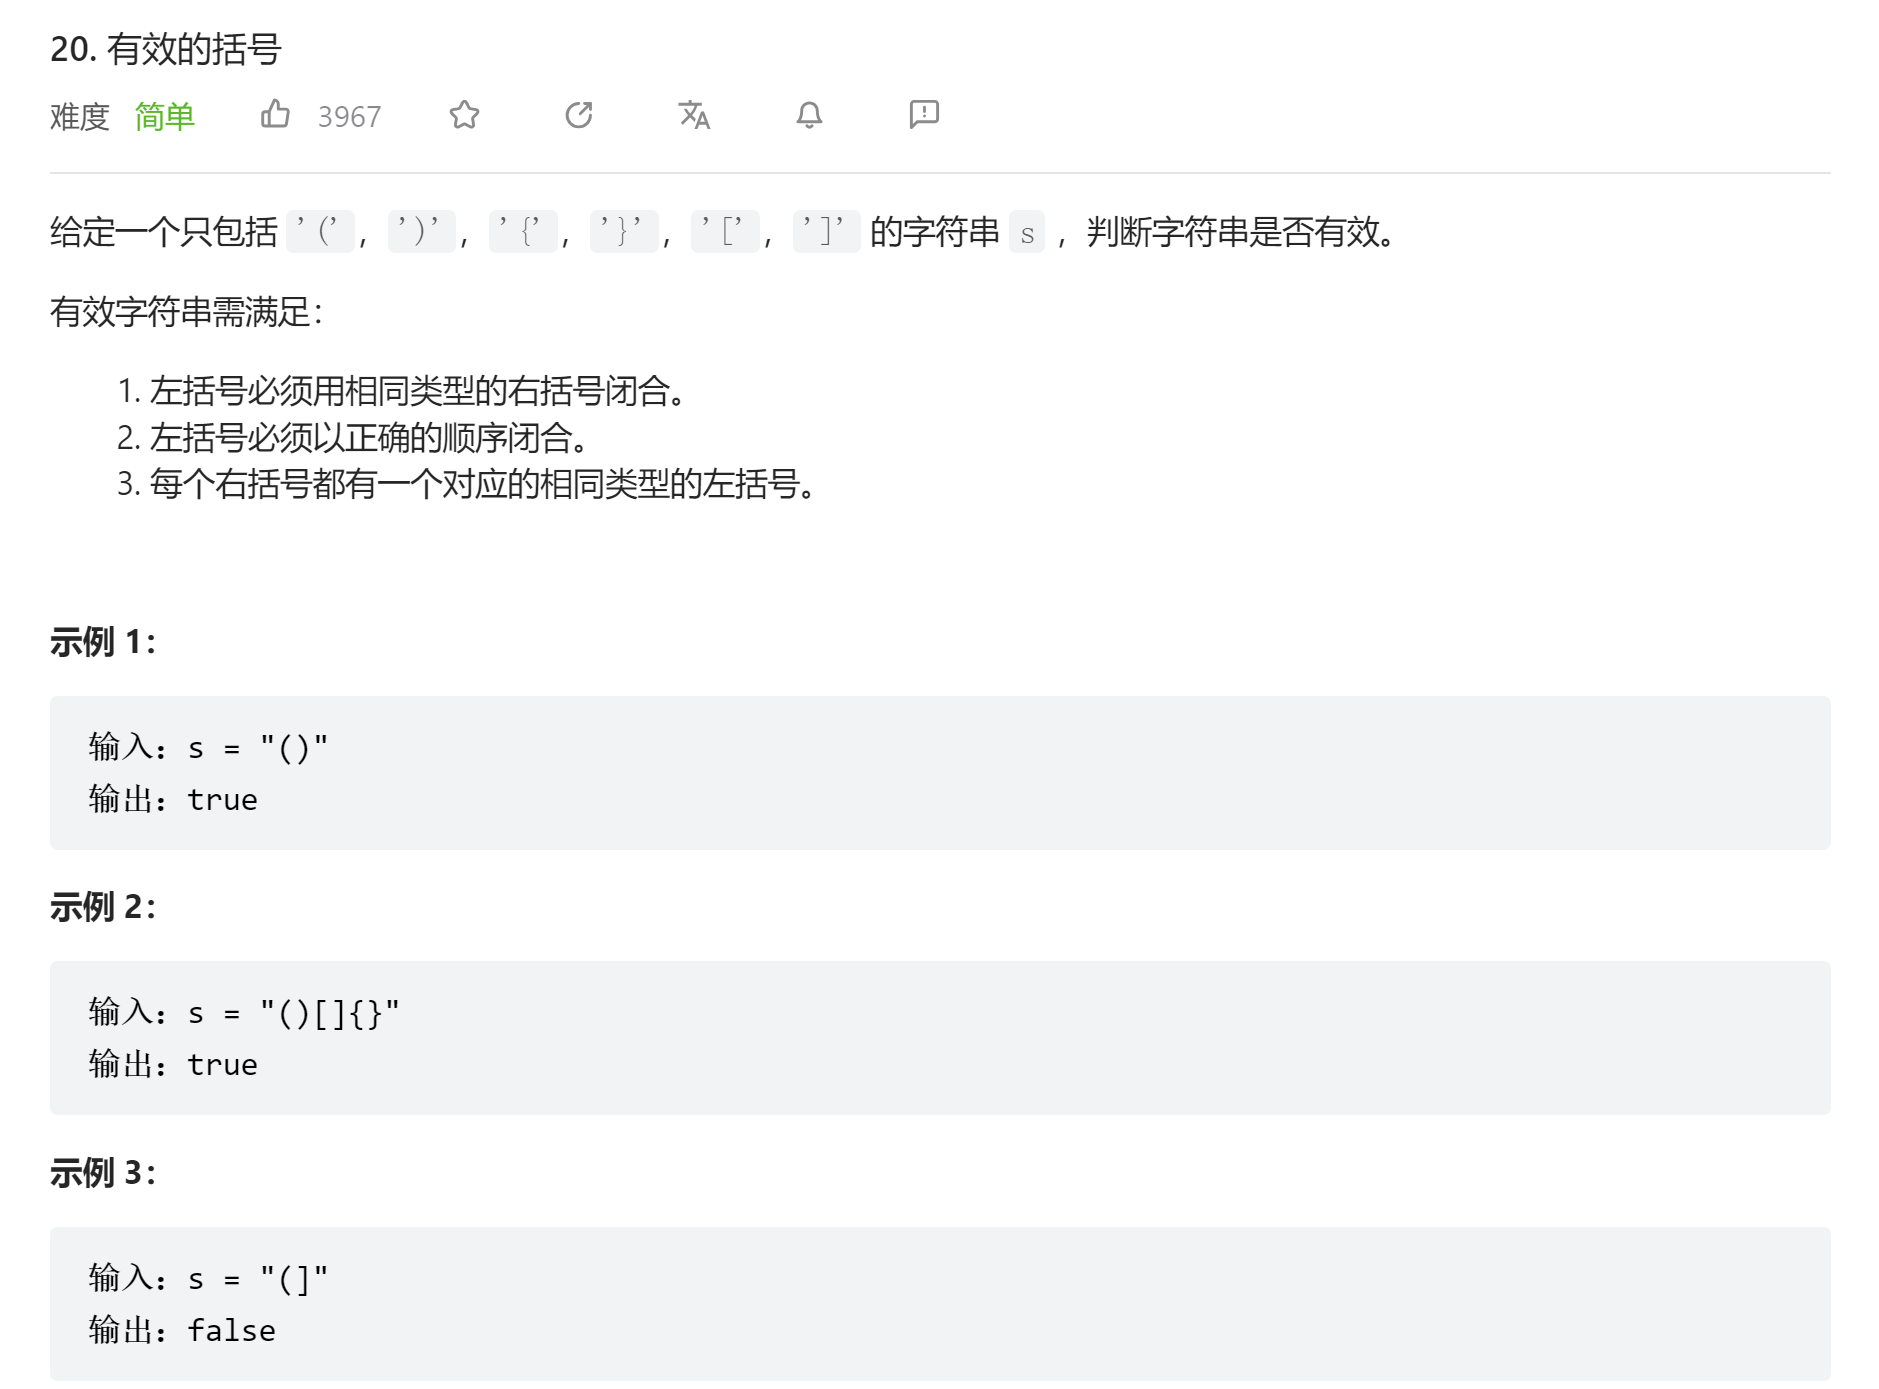 20. 有效的括号
难度 简单 3967
给定一个只包括 '('，')'，'{'，'}'，'['，']' 的字符串 s ，判断字符串是否有效。
有效字符串需满足：
1. 左括号必须用相同类型的右括号闭合。
2. 左括号必须以正确的顺序闭合。
3. 每个右括号都有一个对应的相同类型的左括号。
示例 1：
输入：s = "()"
输出：true
示例 2：
输入：s = "()[]{}"
输出：true
示例 3：
输入：s = "(]"
输出：false